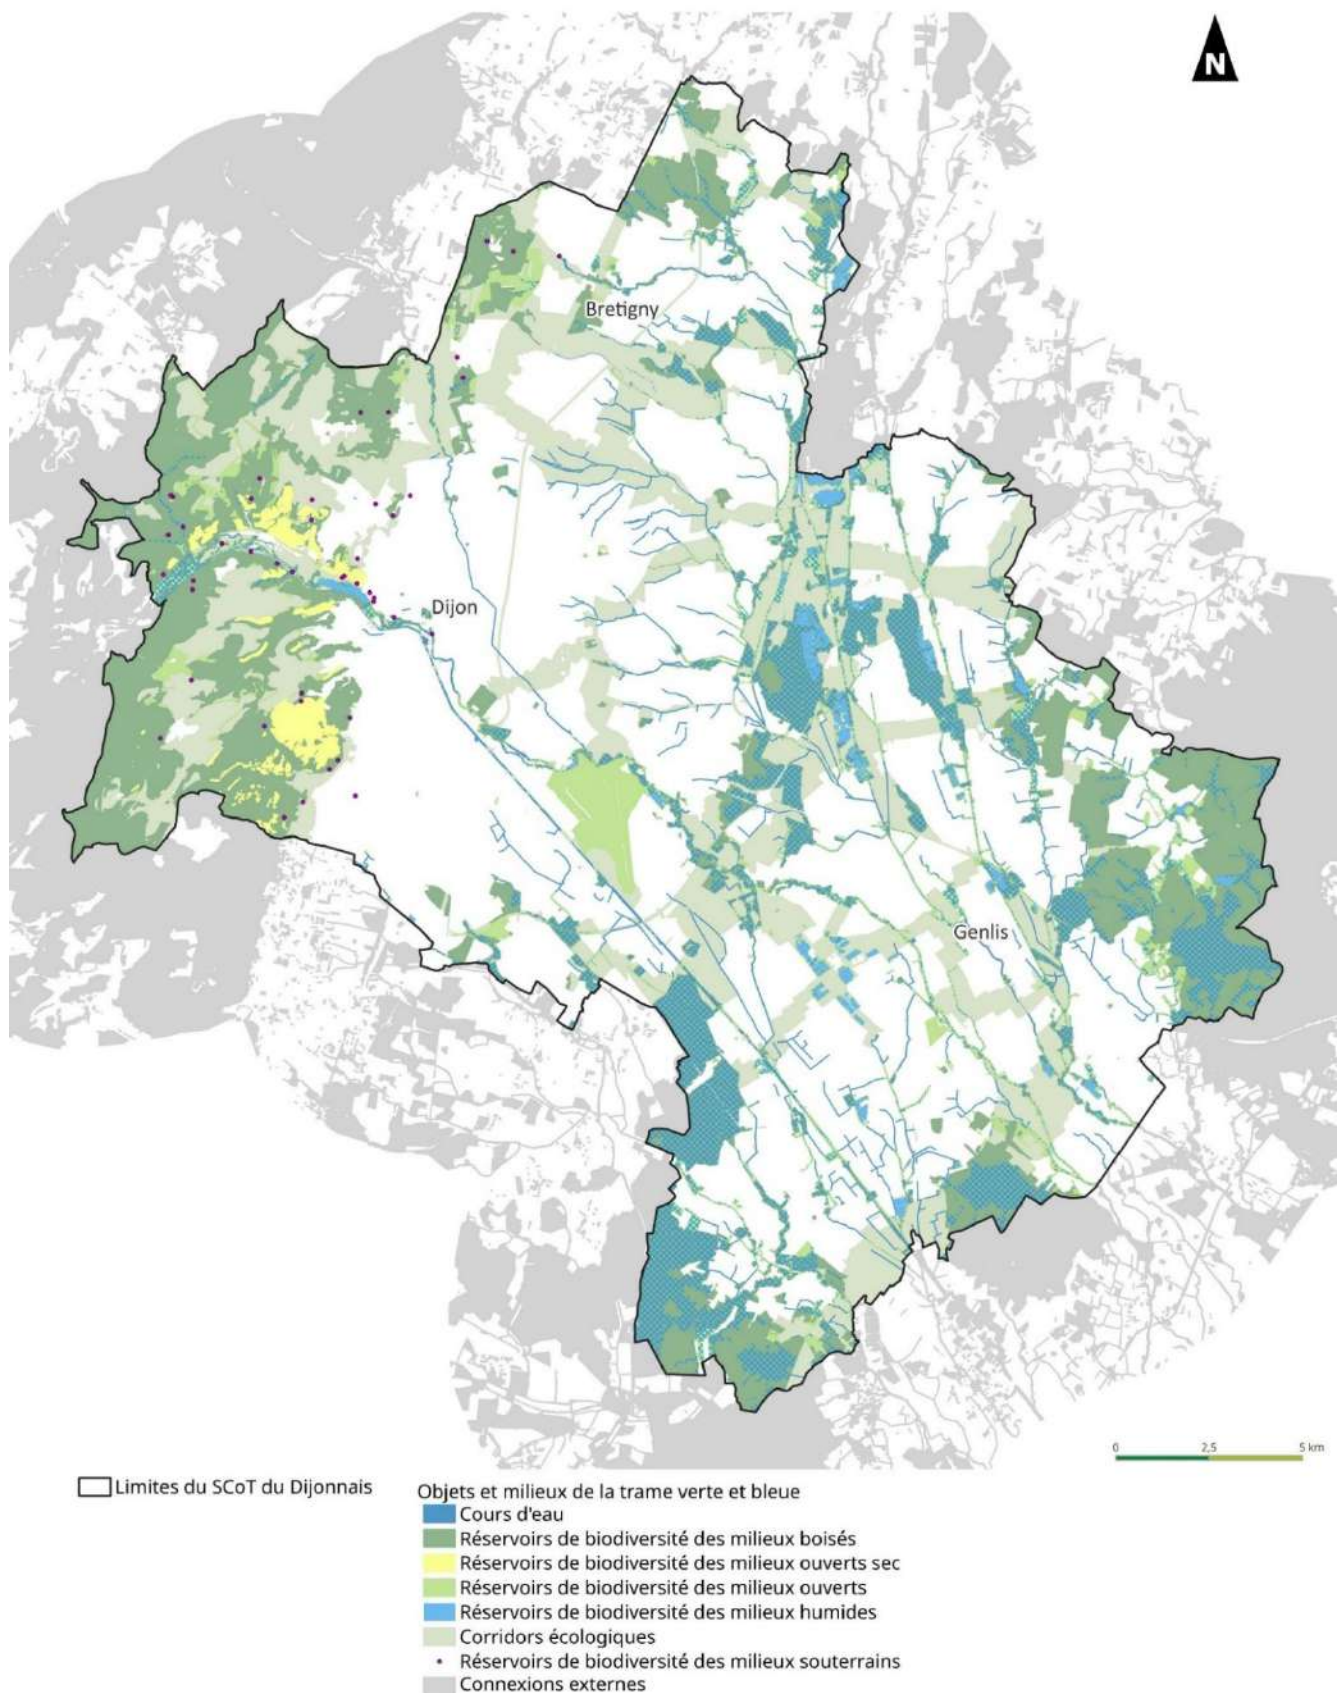 N
Bretigny
Dijon
Genlis
0 2,5 5 km
Limites du SCoT du Dijonnais
Objets et milieux de la trame verte et bleue
Cours d'eau
Réservoirs de biodiversité des milieux boisés
Réservoirs de biodiversité des milieux ouverts sec
Réservoirs de biodiversité des milieux ouverts
Réservoirs de biodiversité des milieux humides
Corridors écologiques
Réservoirs de biodiversité des milieux souterrains
Connexions externes